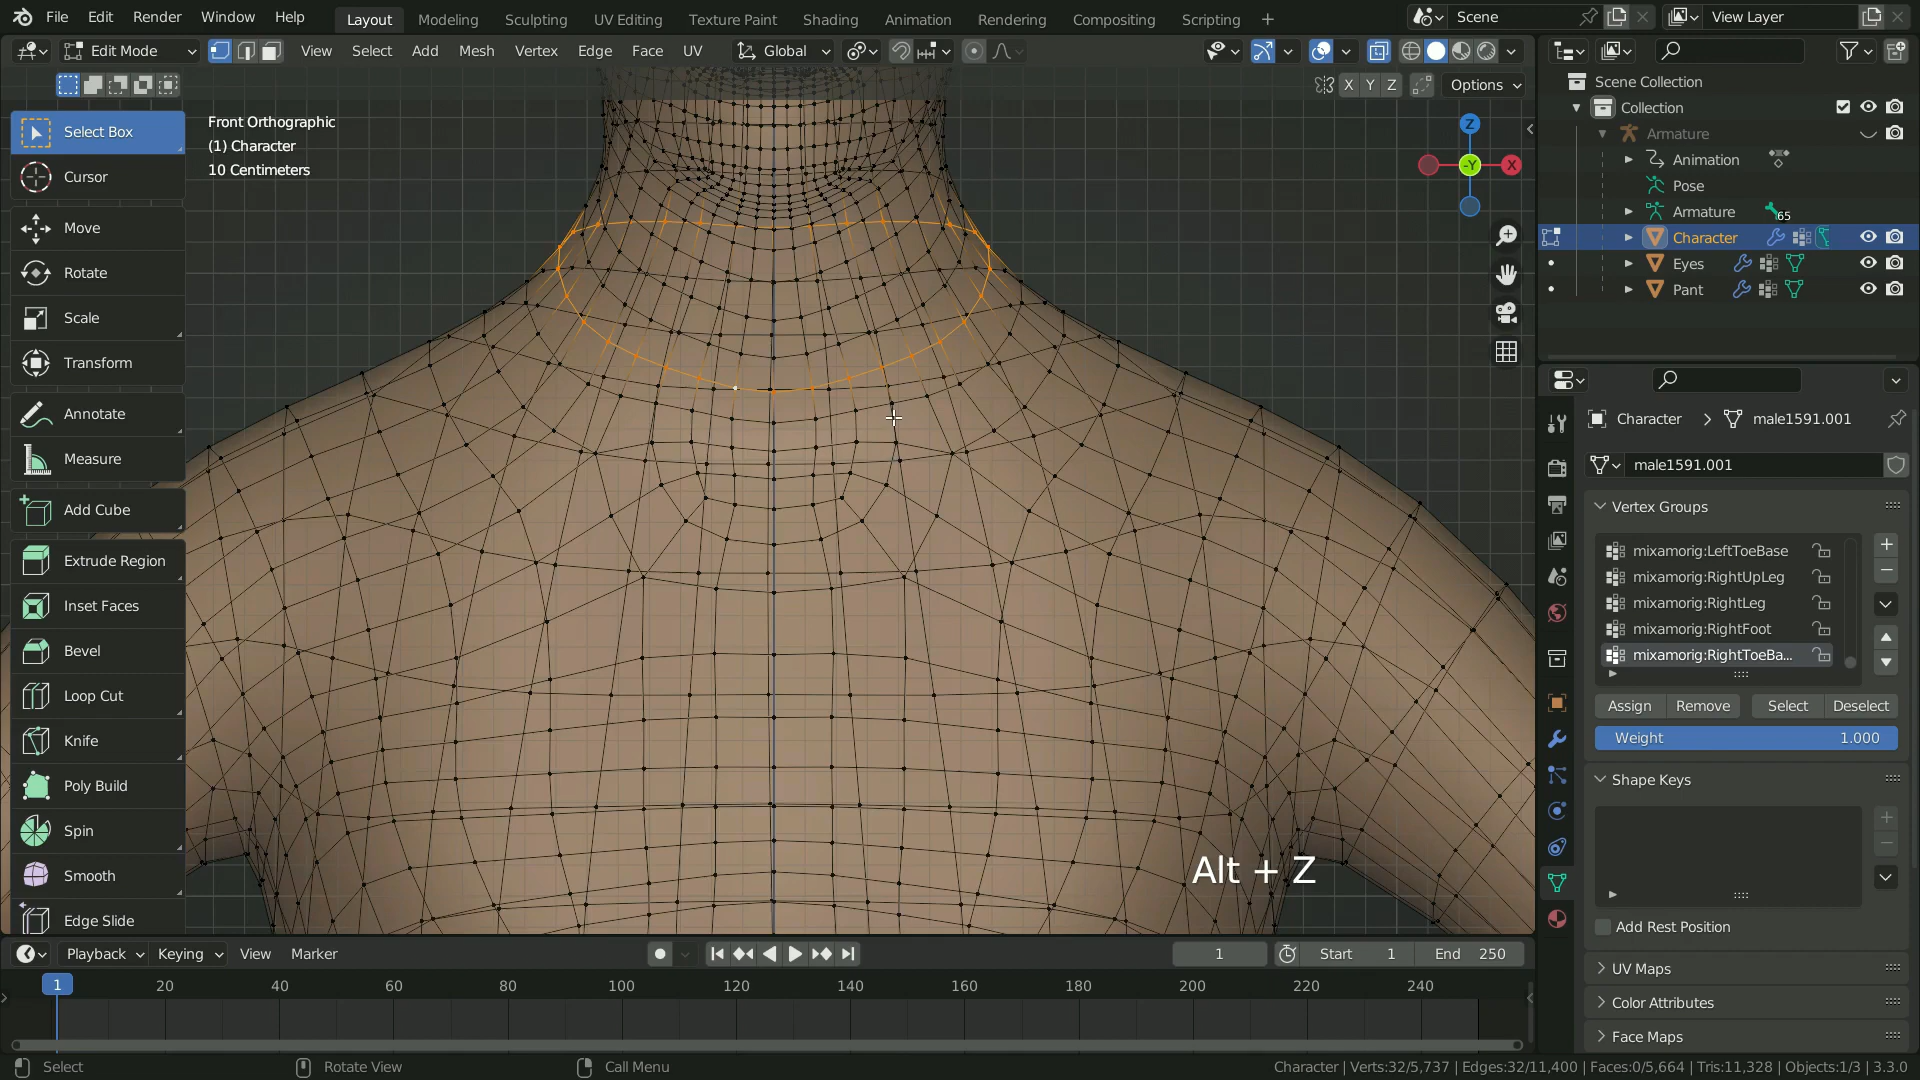 File Edit Render Window Help Layout Modeling Sculpting UV Editing Texture Paint Shading Animation Rendering Compositing Scripting + Scene View Layer
Edit Mode View Select Add Mesh Vertex Edge Face UV Global
X Y Z Options
Select Box
Cursor
Move
Rotate
Scale
Transform
Annotate
Measure
Add Cube
Extrude Region
Inset Faces
Bevel
Loop Cut
Knife
Poly Build
Spin
Smooth
Edge Slide
Front Orthographic
(1) Character
10 Centimeters
Z
-Y
X
Alt + Z
Scene Collection
Collection
Armature
Animation
Pose
Armature 65
Character
Eyes
Pant
Character > male1591.001
male1591.001
Vertex Groups
mixamorig:LeftToeBase
mixamorig:RightUpLeg
mixamorig:RightLeg
mixamorig:RightFoot
mixamorig:RightToeBa...
Assign Remove Select Deselect
Weight 1.000
Shape Keys
Add Rest Position
UV Maps
Color Attributes
Face Maps
Playback Keying View Marker 1 Start 1 End 250
1 20 40 60 80 100 120 140 160 180 200 220 240
Select Rotate View Call Menu Character | Verts:32/5,737 | Edges:32/11,400 | Faces:0/5,664 | Tris:11,328 | Objects:1/3 | 3.3.0